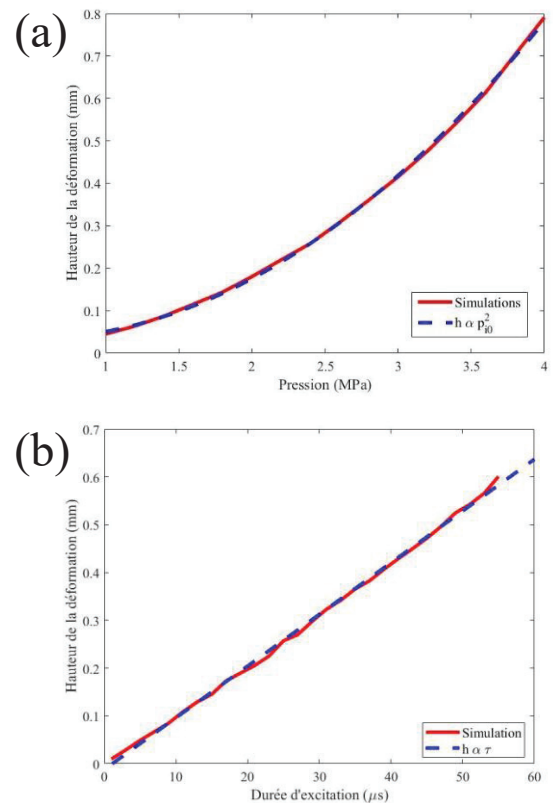 (a)
Hauteur de la déformation (mm)
0.8
0.7
0.6
0.5
0.4
0.3
0.2
0.1
0
1 1.5 2 2.5 3 3.5 4
Pression (MPa)
Simulations
h α p_{i0}^2
(b)
Hauteur de la déformation (mm)
0.7
0.6
0.5
0.4
0.3
0.2
0.1
0
0 10 20 30 40 50 60
Durée d'excitation (μs)
Simulation
h α τ